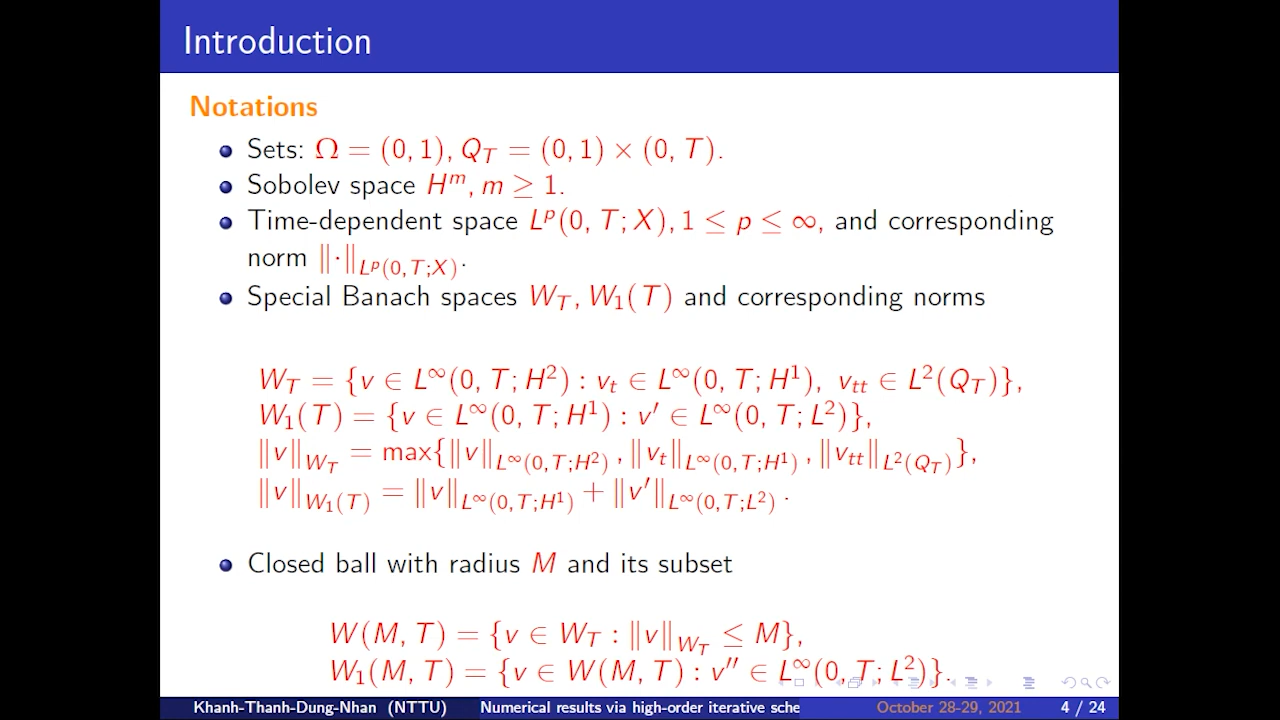 Introduction
Notations
Sets: Ω = (0, 1), Q_T = (0, 1) × (0, T).
Sobolev space H^m, m ≥ 1.
Time-dependent space L^p(0, T; X), 1 ≤ p ≤ ∞, and corresponding
norm ‖·‖_{L^p(0,T;X)}.
Special Banach spaces W_T, W_1(T) and corresponding norms
W_T = {v ∈ L^∞(0, T; H^2) : v_t ∈ L^∞(0, T; H^1), v_{tt} ∈ L^2(Q_T)},
W_1(T) = {v ∈ L^∞(0, T; H^1) : v′ ∈ L^∞(0, T; L^2)},
‖v‖_{W_T} = max{‖v‖_{L^∞(0,T;H^2)}, ‖v_t‖_{L^∞(0,T;H^1)}, ‖v_{tt}‖_{L^2(Q_T)}},
‖v‖_{W_1(T)} = ‖v‖_{L^∞(0,T;H^1)} + ‖v′‖_{L^∞(0,T;L^2)}.
Closed ball with radius M and its subset
W(M, T) = {v ∈ W_T : ‖v‖_{W_T} ≤ M},
W_1(M, T) = {v ∈ W(M, T) : v″ ∈ L^∞(0, T; L^2)}.
Khanh-Thanh-Dung-Nhan (NTTU) Numerical results via high-order iterative sche October 28-29, 2021 4 / 24